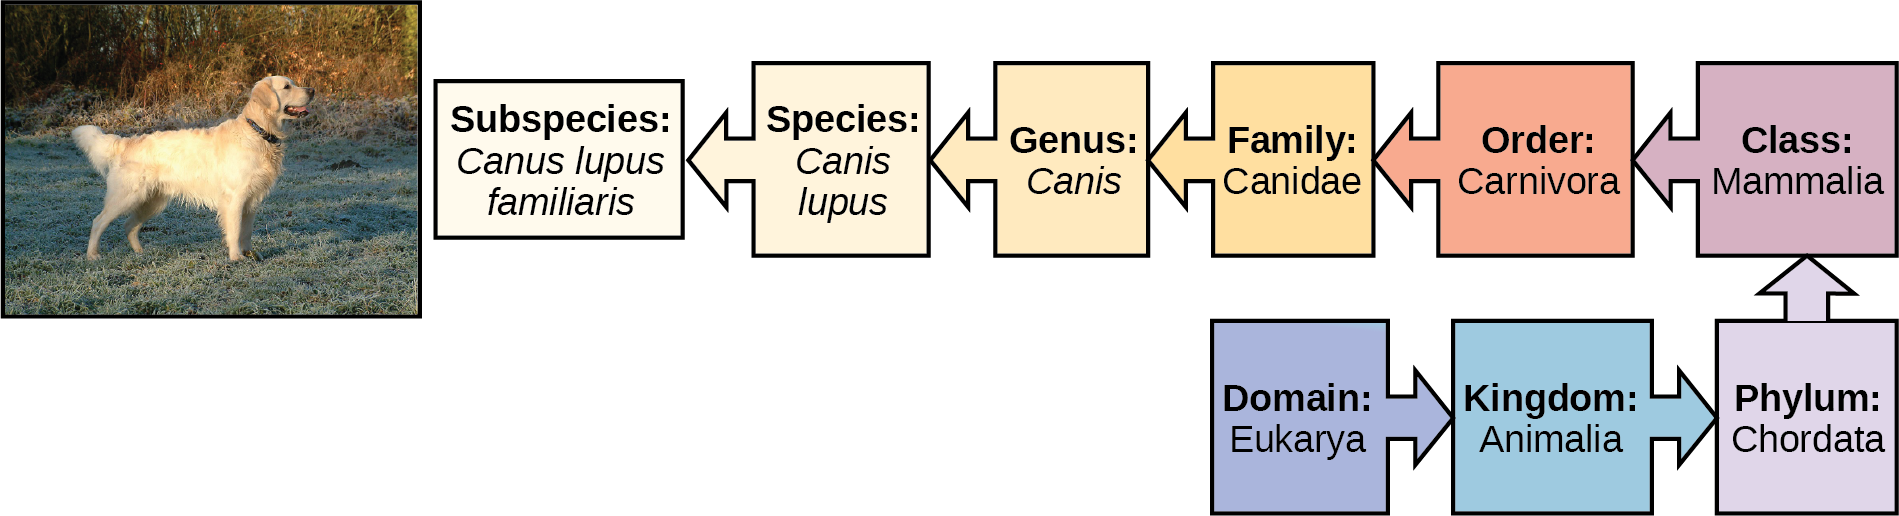 Subspecies:
Canus lupus
familiaris
Species:
Canis
lupus
Genus:
Canis
Family:
Canidae
Order:
Carnivora
Class:
Mammalia
Domain:
Eukarya
Kingdom:
Animalia
Phylum:
Chordata